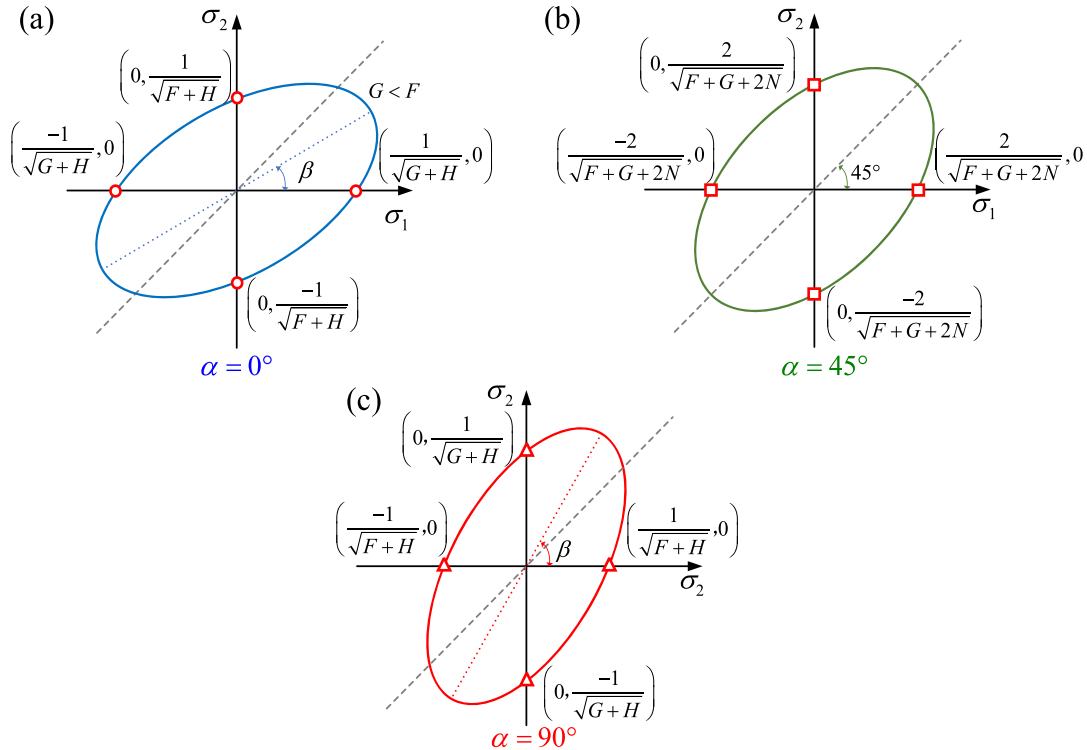 (a)
σ₂
(0, 1/√(F+H))
G < F
(−1/√(G+H), 0)
(1/√(G+H), 0)
β
σ₁
(0, −1/√(F+H))
α = 0°
(b)
σ₂
(0, 2/√(F+G+2N))
(−2/√(F+G+2N), 0)
(2/√(F+G+2N), 0)
45°
σ₁
(0, −2/√(F+G+2N))
α = 45°
(c)
σ₂
(0, 1/√(G+H))
(−1/√(F+H), 0)
(1/√(F+H), 0)
β
σ₂
(0, −1/√(G+H))
α = 90°